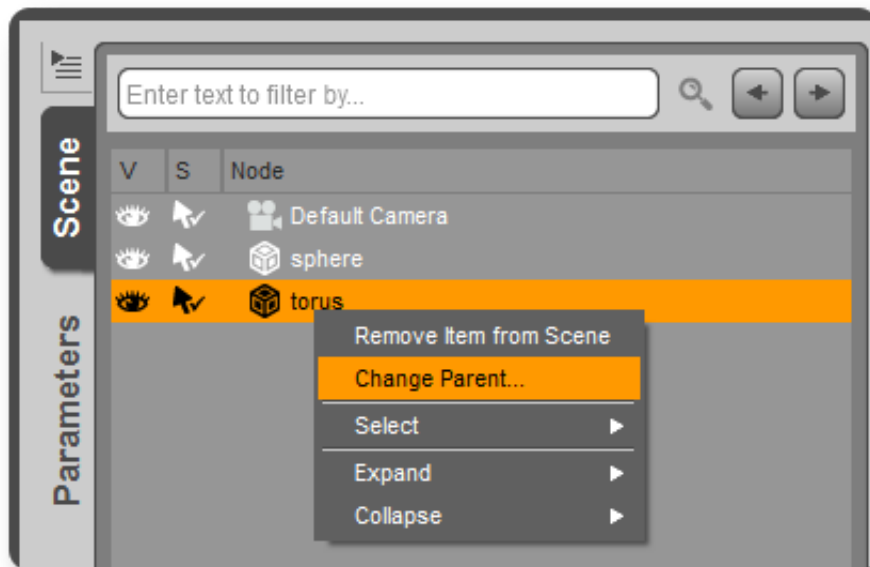 Enter text to filter by...
Scene
V S Node
Default Camera
sphere
torus
Remove Item from Scene
Change Parent...
Select
Parameters
Expand
Collapse